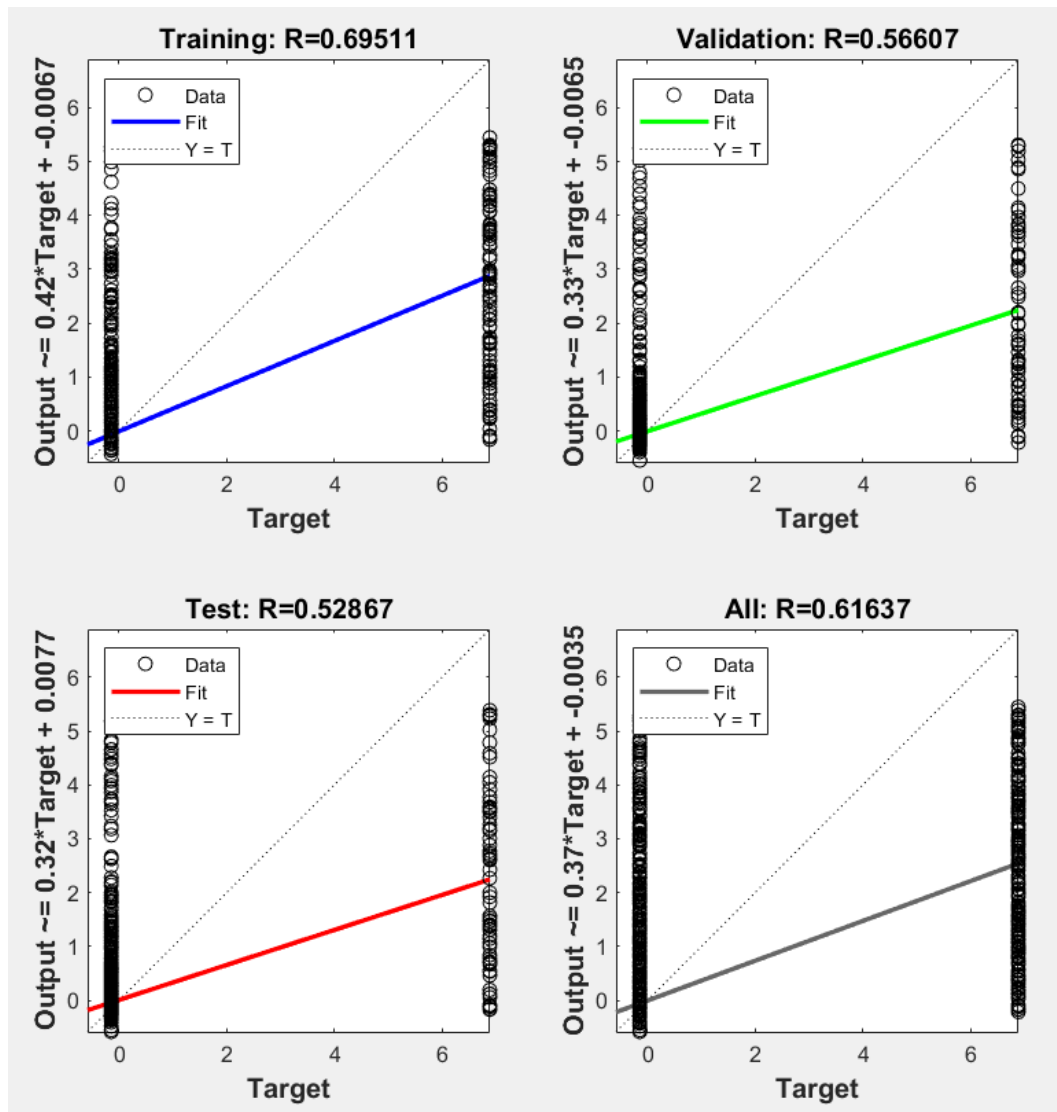 Training: R=0.69511
Output ~= 0.42*Target + -0.0067
Data
Fit
Y = T
6
5
4
3
2
1
0
0 2 4 6
Target
Validation: R=0.56607
Output ~= 0.33*Target + -0.0065
Data
Fit
Y = T
6
5
4
3
2
1
0
0 2 4 6
Target
Test: R=0.52867
Output ~= 0.32*Target + 0.0077
Data
Fit
Y = T
6
5
4
3
2
1
0
0 2 4 6
Target
All: R=0.61637
Output ~= 0.37*Target + -0.0035
Data
Fit
Y = T
6
5
4
3
2
1
0
0 2 4 6
Target